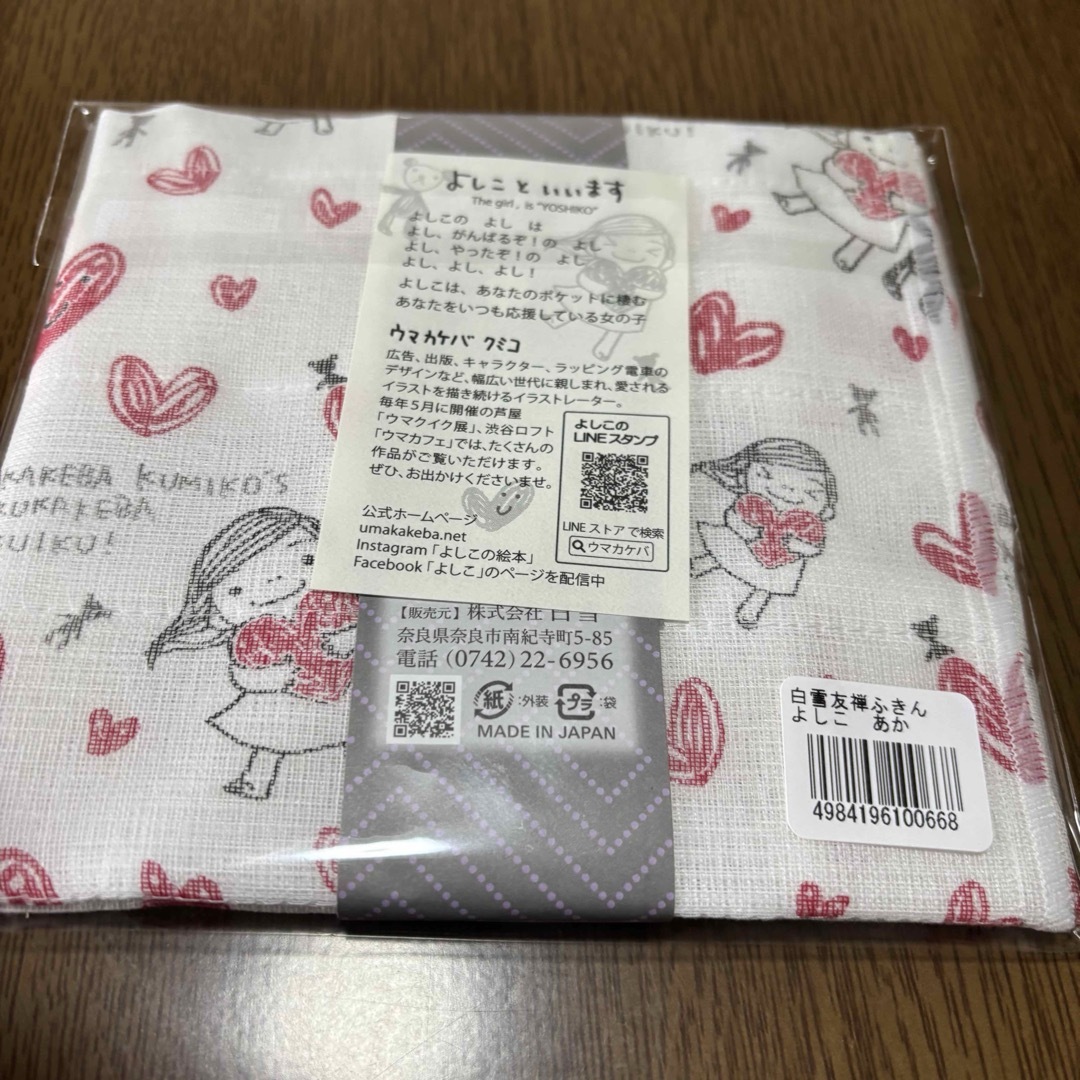 よしこ と いいます
The girl, is "YOSHIKO"
よしこの よし は
よし、がんばるぞ!の よし
よし、やったぞ!の よし
よし、よし、よし!
よしこは、あなたのポケットに棲む
あなたをいつも応援している女の子
ウマカケバ クミコ
広告、出版、キャラクター、ラッピング電車の
デザインなど、幅広い世代に親しまれ、愛される
イラストを描き続けるイラストレーター。
毎年5月に開催の芦屋
「ウマクイク展」、渋谷ロフト
「ウマカフェ」では、たくさんの
作品がご覧いただけます。
ぜひ、お出かけくださいませ。
よしこの
LINEスタンプ
LINE ストアで検索
ウマカケバ
公式ホームページ
umakakeba.net
Instagram「よしこの絵本」
Facebook「よしこ」のページを配信中
【販売元】株式会社 白雪
奈良県奈良市南紀寺町5-85
電話 (0742) 22-6956
紙 :外装 プラ :袋
MADE IN JAPAN
白雪友禅ふきん
よしこ あか
4984196100668
KAKEBA KUMIKO'S
KUKAKEBA
KUIKU!